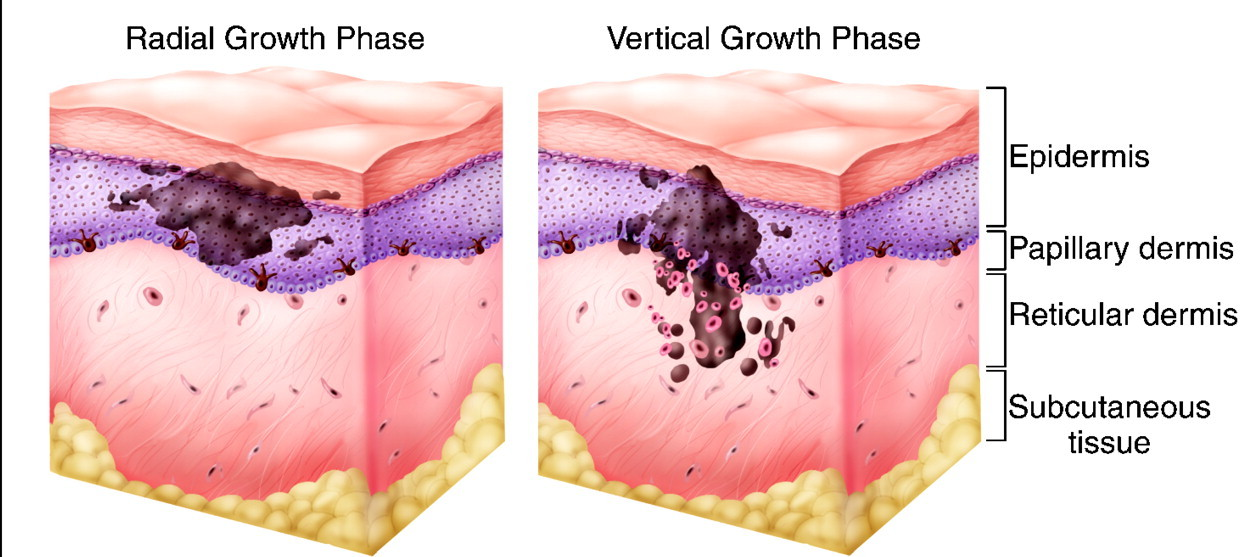 Radial Growth Phase
Vertical Growth Phase
Epidermis
Papillary dermis
Reticular dermis
Subcutaneous
tissue